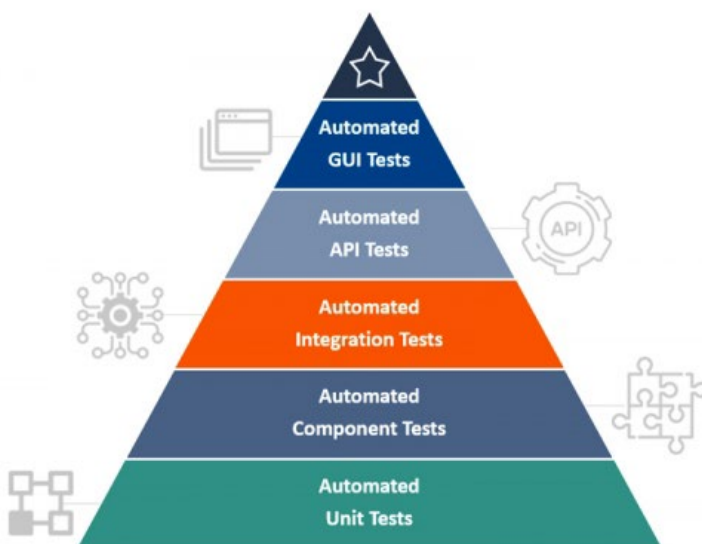 Automated
GUI Tests
Automated
API Tests
API
Automated
Integration Tests
Automated
Component Tests
Automated
Unit Tests